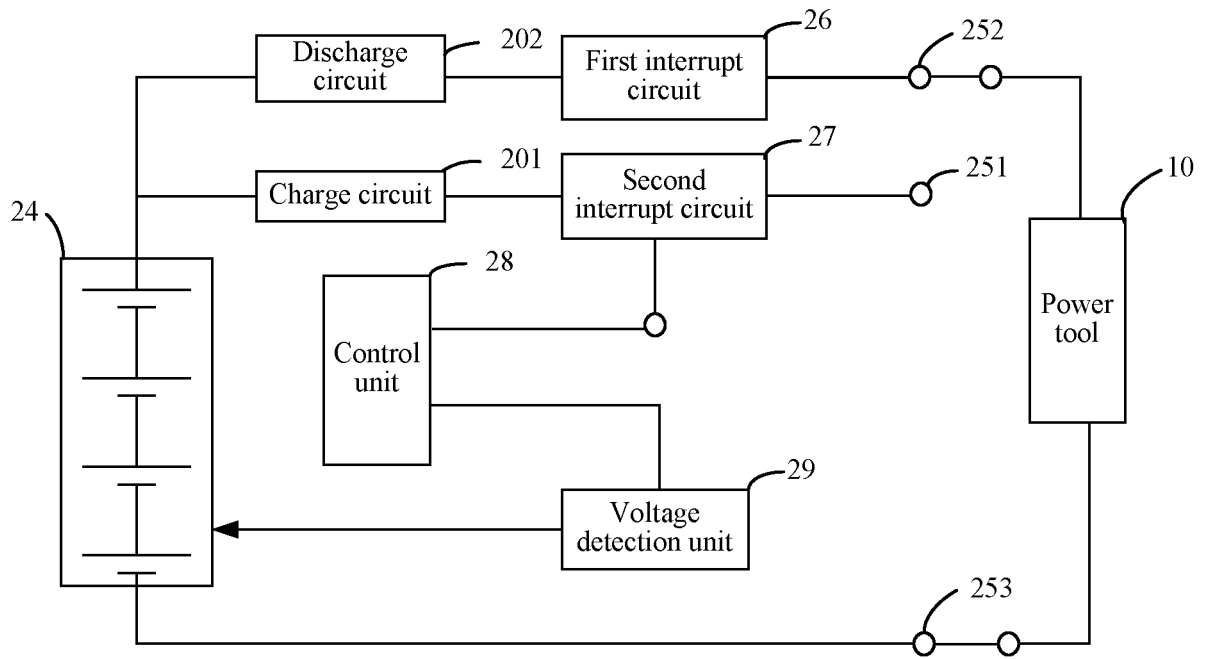 26
252
202
Discharge
circuit
First interrupt
circuit
27
201
251
10
Charge circuit
Second
interrupt circuit
24
28
Control
unit
Power
tool
29
Voltage
detection unit
253